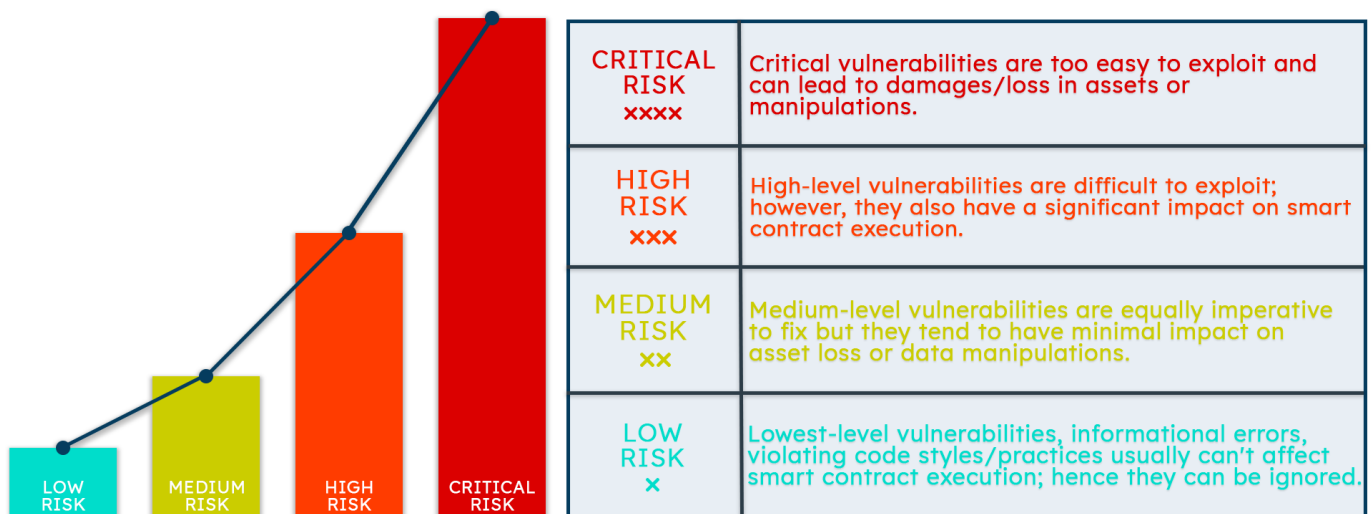 LOW
RISK
MEDIUM
RISK
HIGH
RISK
CRITICAL
RISK
CRITICAL
RISK
××××
Critical vulnerabilities are too easy to exploit and
can lead to damages/loss in assets or
manipulations.
HIGH
RISK
×××
High-level vulnerabilities are difficult to exploit;
however, they also have a significant impact on smart
contract execution.
MEDIUM
RISK
××
Medium-level vulnerabilities are equally imperative
to fix but they tend to have minimal impact on
asset loss or data manipulations.
LOW
RISK
×
Lowest-level vulnerabilities, informational errors,
violating code styles/practices usually can't affect
smart contract execution; hence they can be ignored.